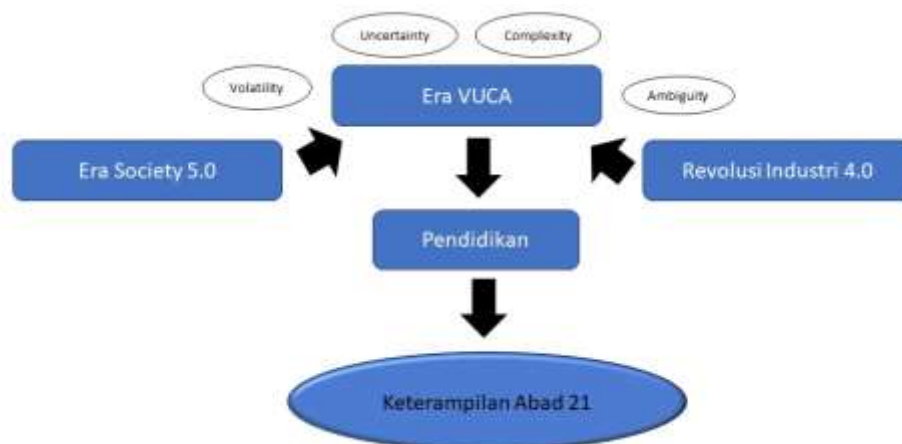 Uncertainty
Complexity
Volatility
Era VUCA
Ambiguity
Era Society 5.0
Revolusi Industri 4.0
Pendidikan
Keterampilan Abad 21